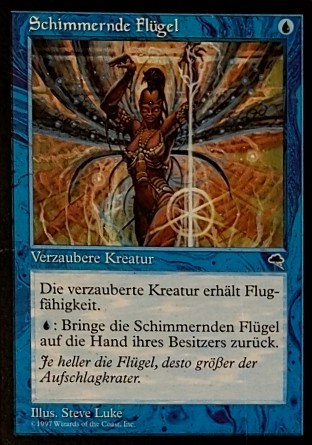 Schimmernde Flügel
Verzaubere Kreatur
Die verzauberte Kreatur erhält Flug-
fähigkeit.
: Bringe die Schimmernden Flügel
auf die Hand ihres Besitzers zurück.
Je heller die Flügel, desto größer der
Aufschlagkrater.
Illus. Steve Luke
©1997 Wizards of the Coast, Inc.